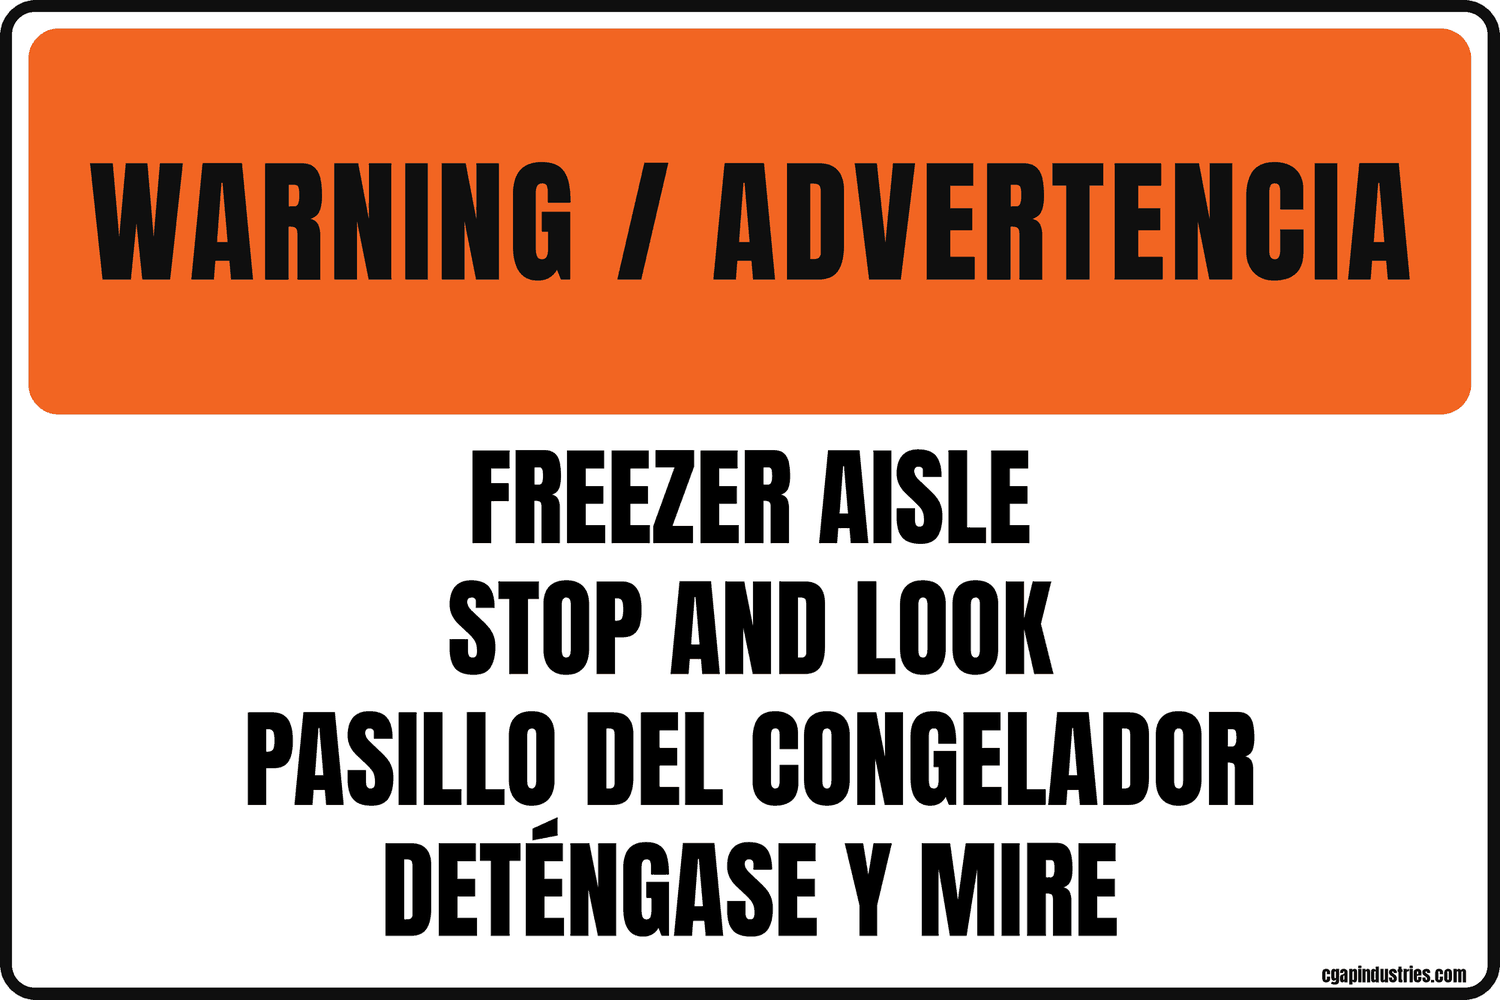 WARNING / ADVERTENCIA
FREEZER AISLE
STOP AND LOOK
PASILLO DEL CONGELADOR
DETÉNGASE Y MIRE
cgapindustries.com